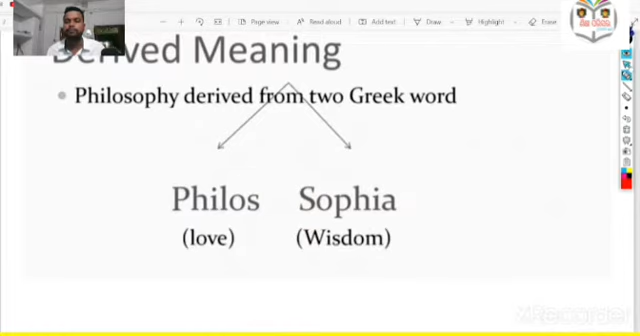 Page view
Read aloud
Add text
Draw
Highlight
Erase
Derived Meaning
Philosophy derived from two Greek word
Philos Sophia
(love) (Wisdom)
XRecorder